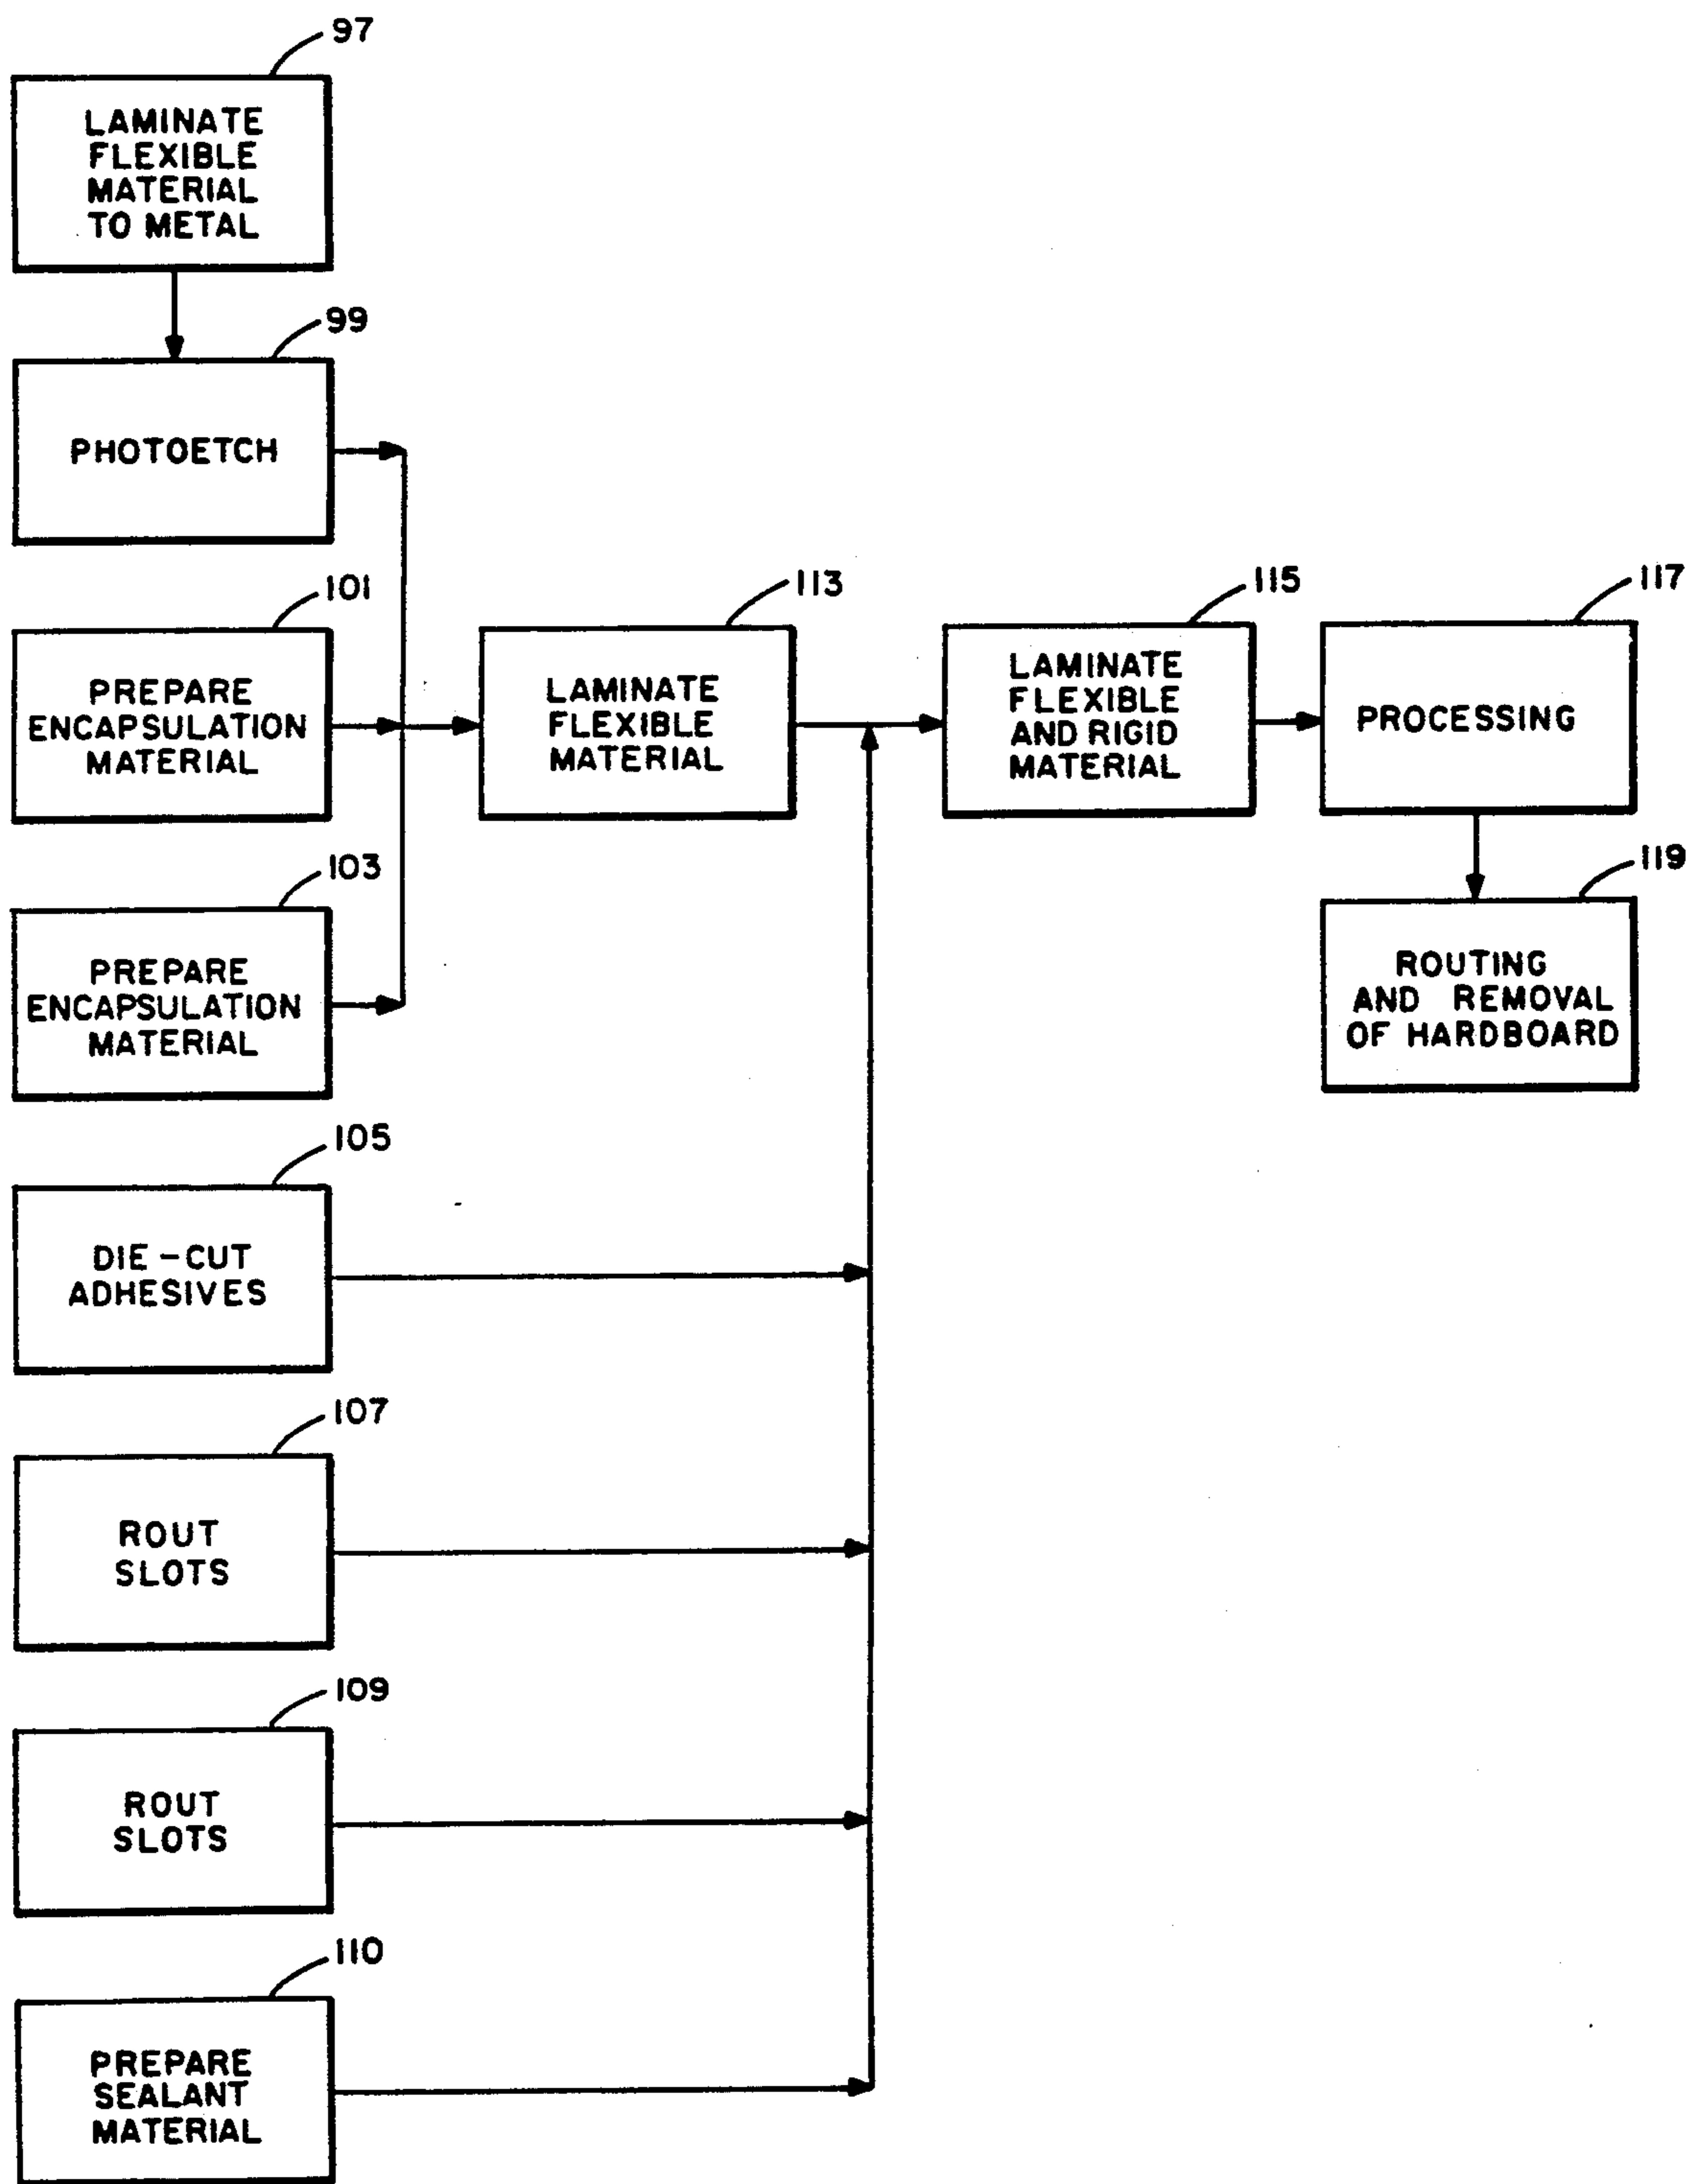 97
LAMINATE
FLEXIBLE
MATERIAL
TO METAL
99
PHOTOETCH
101
PREPARE
ENCAPSULATION
MATERIAL
103
PREPARE
ENCAPSULATION
MATERIAL
105
DIE-CUT
ADHESIVES
107
ROUT
SLOTS
109
ROUT
SLOTS
110
PREPARE
SEALANT
MATERIAL
113
LAMINATE
FLEXIBLE
MATERIAL
115
LAMINATE
FLEXIBLE
AND RIGID
MATERIAL
117
PROCESSING
119
ROUTING
AND REMOVAL
OF HARDBOARD